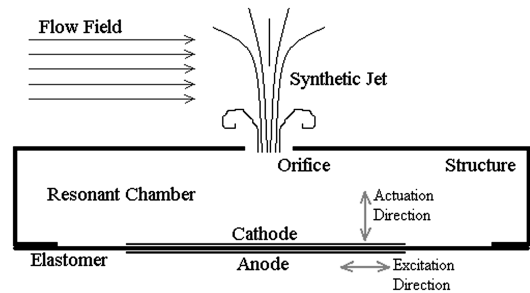 Flow Field
Synthetic Jet
Orifice
Structure
Resonant Chamber
Actuation
Direction
Cathode
Elastomer
Anode
Excitation
Direction